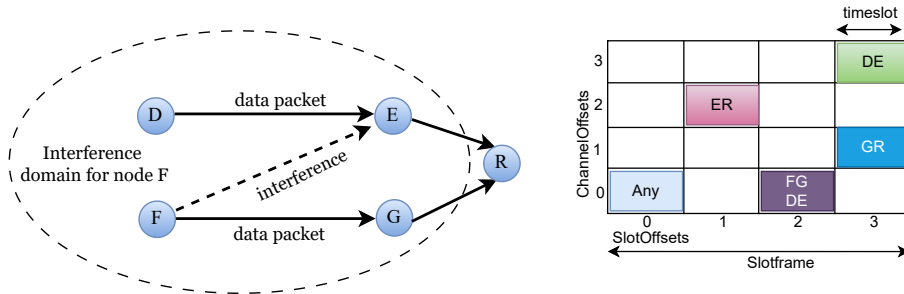 D
data packet
E
Interference
domain for node F
interference
R
F
data packet
G
timeslot
ChannelOffsets
3
DE
2
ER
1
GR
0
Any
FG
DE
0
1
2
3
SlotOffsets
Slotframe